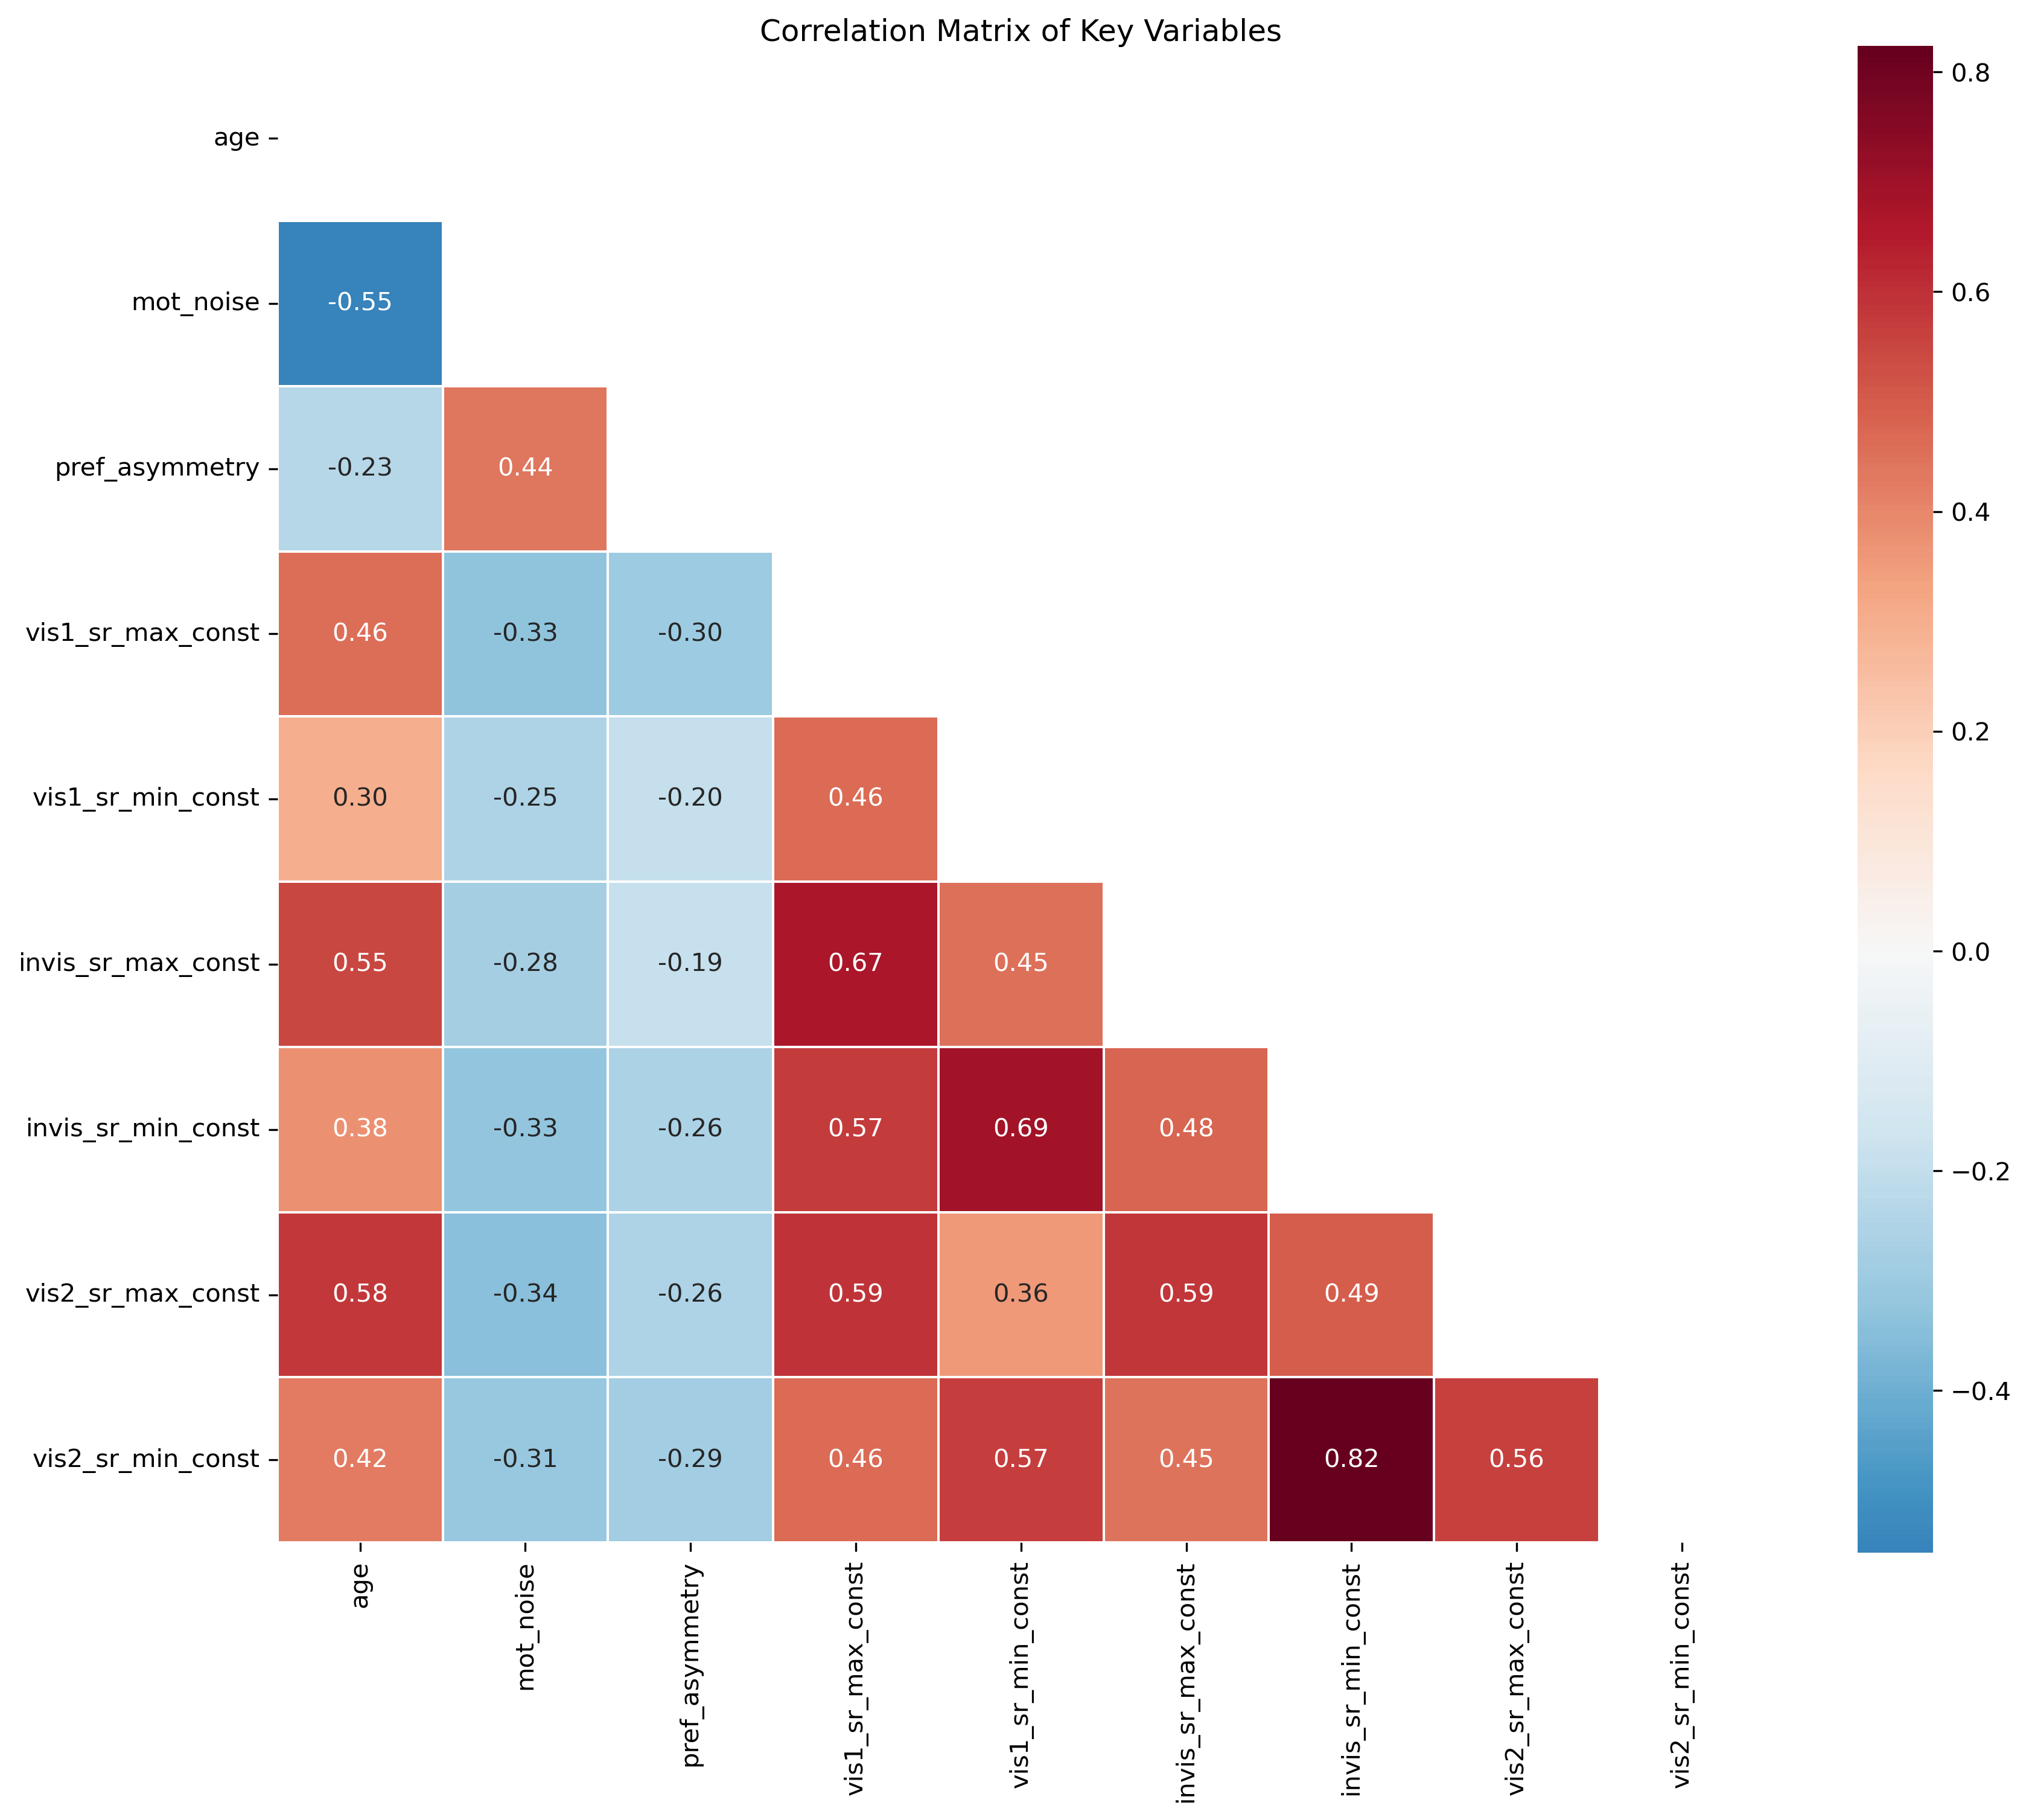 Correlation Matrix of Key Variables
age
mot_noise -0.55
pref_asymmetry -0.23 0.44
vis1_sr_max_const 0.46 -0.33 -0.30
vis1_sr_min_const 0.30 -0.25 -0.20 0.46
invis_sr_max_const 0.55 -0.28 -0.19 0.67 0.45
invis_sr_min_const 0.38 -0.33 -0.26 0.57 0.69 0.48
vis2_sr_max_const 0.58 -0.34 -0.26 0.59 0.36 0.59 0.49
vis2_sr_min_const 0.42 -0.31 -0.29 0.46 0.57 0.45 0.82 0.56
age
mot_noise
pref_asymmetry
vis1_sr_max_const
vis1_sr_min_const
invis_sr_max_const
invis_sr_min_const
vis2_sr_max_const
vis2_sr_min_const
0.8
0.6
0.4
0.2
0.0
−0.2
−0.4